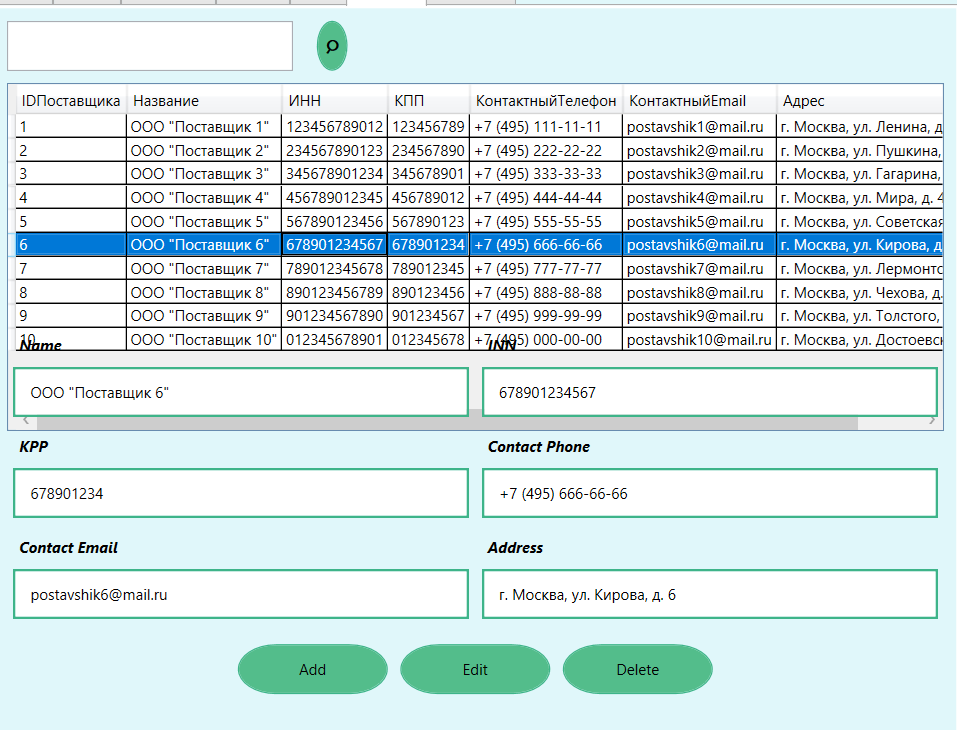 IDПоставщика Название ИНН КПП КонтактныйТелефон КонтактныйEmail Адрес
1 ООО "Поставщик 1" 123456789012 123456789 +7 (495) 111-11-11 postavshik1@mail.ru г. Москва, ул. Ленина, д
2 ООО "Поставщик 2" 234567890123 234567890 +7 (495) 222-22-22 postavshik2@mail.ru г. Москва, ул. Пушкина,
3 ООО "Поставщик 3" 345678901234 345678901 +7 (495) 333-33-33 postavshik3@mail.ru г. Москва, ул. Гагарина,
4 ООО "Поставщик 4" 456789012345 456789012 +7 (495) 444-44-44 postavshik4@mail.ru г. Москва, ул. Мира, д. 4
5 ООО "Поставщик 5" 567890123456 567890123 +7 (495) 555-55-55 postavshik5@mail.ru г. Москва, ул. Советская
6 ООО "Поставщик 6" 678901234567 678901234 +7 (495) 666-66-66 postavshik6@mail.ru г. Москва, ул. Кирова, д
7 ООО "Поставщик 7" 789012345678 789012345 +7 (495) 777-77-77 postavshik7@mail.ru г. Москва, ул. Лермонто
8 ООО "Поставщик 8" 890123456789 890123456 +7 (495) 888-88-88 postavshik8@mail.ru г. Москва, ул. Чехова, д.
9 ООО "Поставщик 9" 901234567890 901234567 +7 (495) 999-99-99 postavshik9@mail.ru г. Москва, ул. Толстого,
10 ООО "Поставщик 10" 012345678901 012345678 +7 (495) 000-00-00 postavshik10@mail.ru г. Москва, ул. Достоевск
Name INN
ООО "Поставщик 6" 678901234567
KPP Contact Phone
678901234 +7 (495) 666-66-66
Contact Email Address
postavshik6@mail.ru г. Москва, ул. Кирова, д. 6
Add Edit Delete